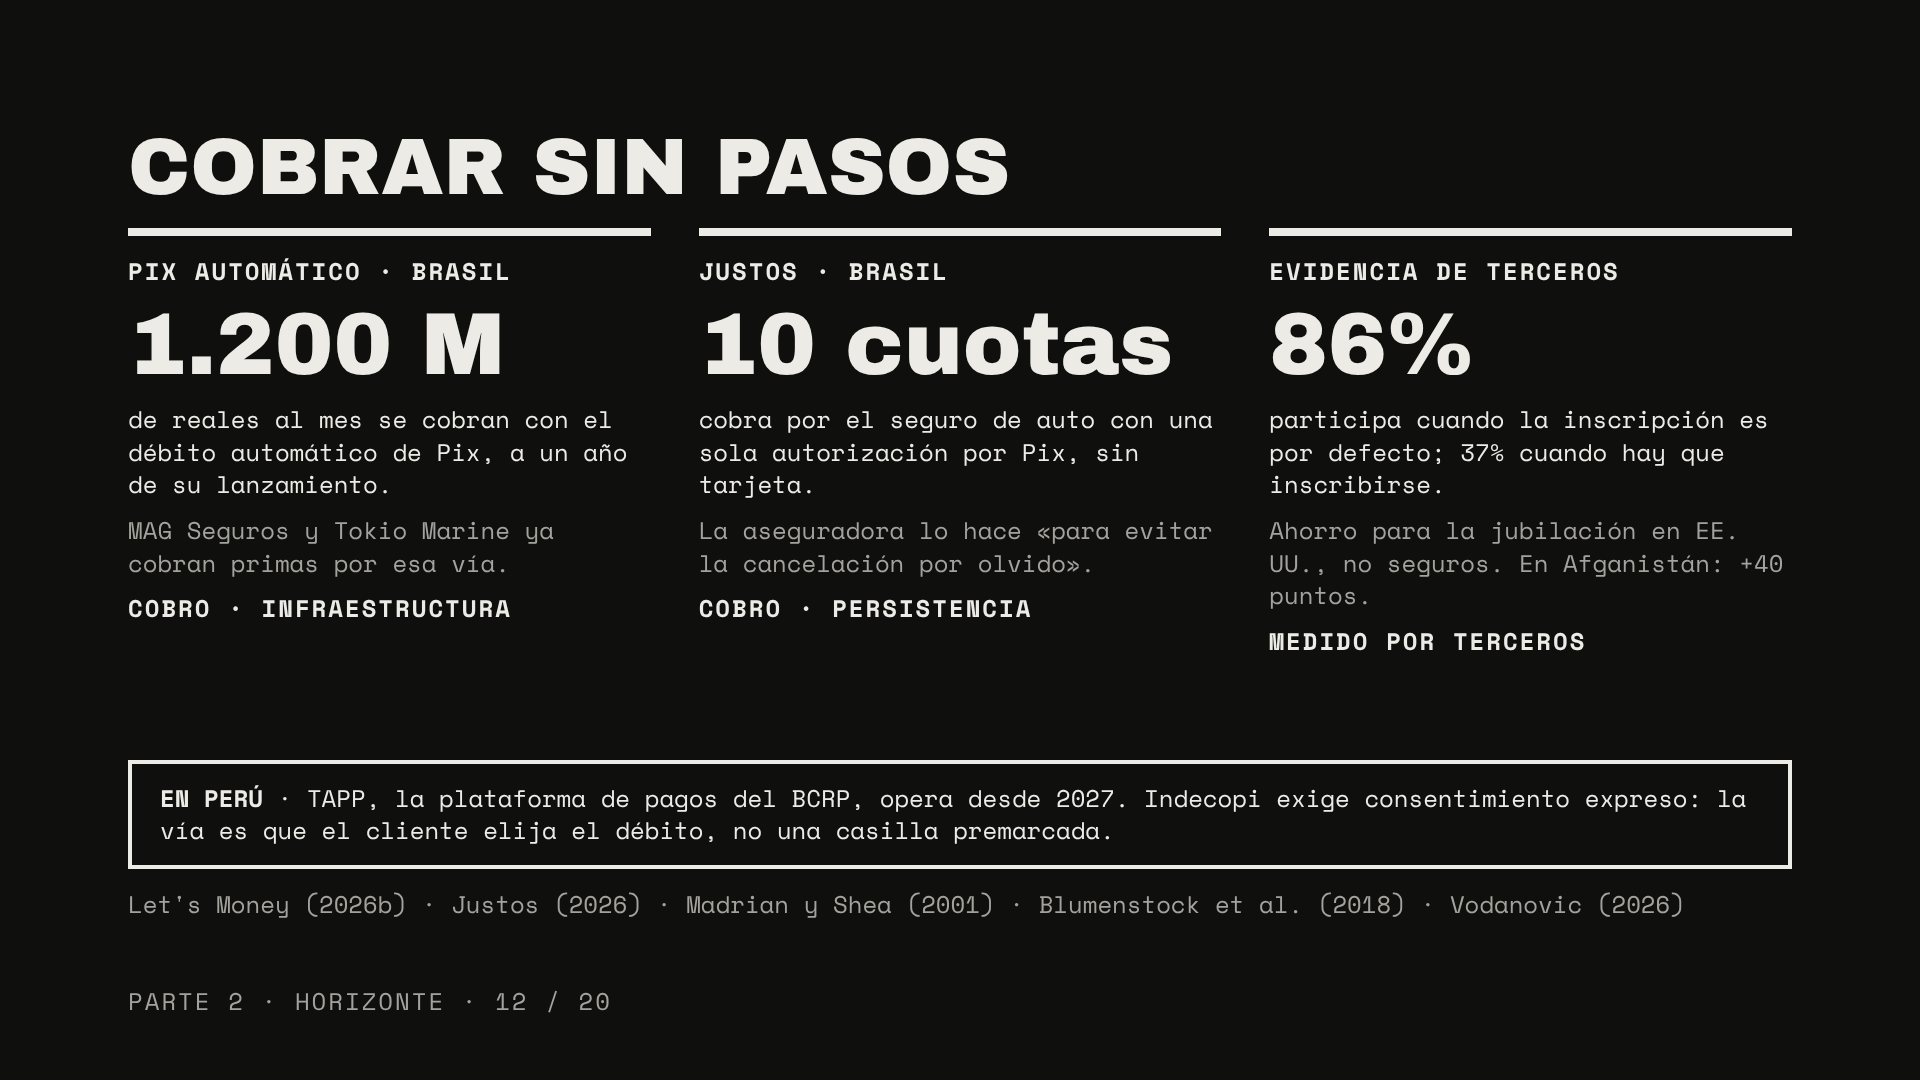 COBRAR SIN PASOS
PIX AUTOMÁTICO · BRASIL
1.200 M
de reales al mes se cobran con el
débito automático de Pix, a un año
de su lanzamiento.
MAG Seguros y Tokio Marine ya
cobran primas por esa vía.
COBRO · INFRAESTRUCTURA
JUSTOS · BRASIL
10 cuotas
cobra por el seguro de auto con una
sola autorización por Pix, sin
tarjeta.
La aseguradora lo hace «para evitar
la cancelación por olvido».
COBRO · PERSISTENCIA
EVIDENCIA DE TERCEROS
86%
participa cuando la inscripción es
por defecto; 37% cuando hay que
inscribirse.
Ahorro para la jubilación en EE.
UU., no seguros. En Afganistán: +40
puntos.
MEDIDO POR TERCEROS
EN PERÚ · TAPP, la plataforma de pagos del BCRP, opera desde 2027. Indecopi exige consentimiento expreso: la
vía es que el cliente elija el débito, no una casilla premarcada.
Let's Money (2026b) · Justos (2026) · Madrian y Shea (2001) · Blumenstock et al. (2018) · Vodanovic (2026)
PARTE 2 · HORIZONTE · 12 / 20